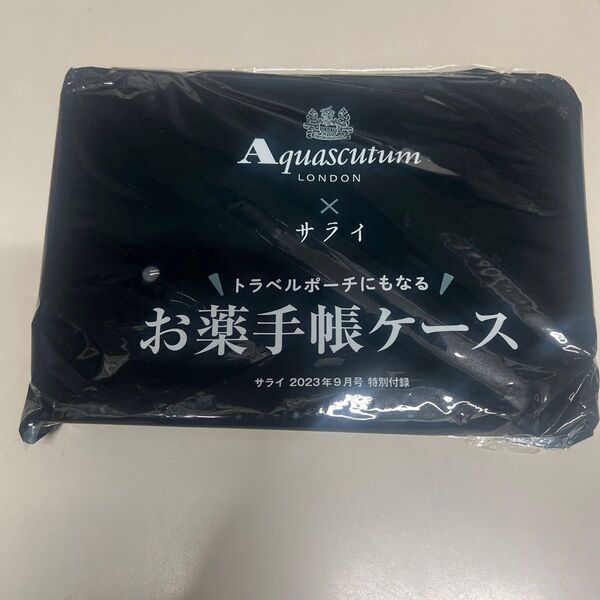 Aquascutum
LONDON
×
サライ
トラベルポーチにもなる
お薬手帳ケース
サライ 2023年9月号 特別付録